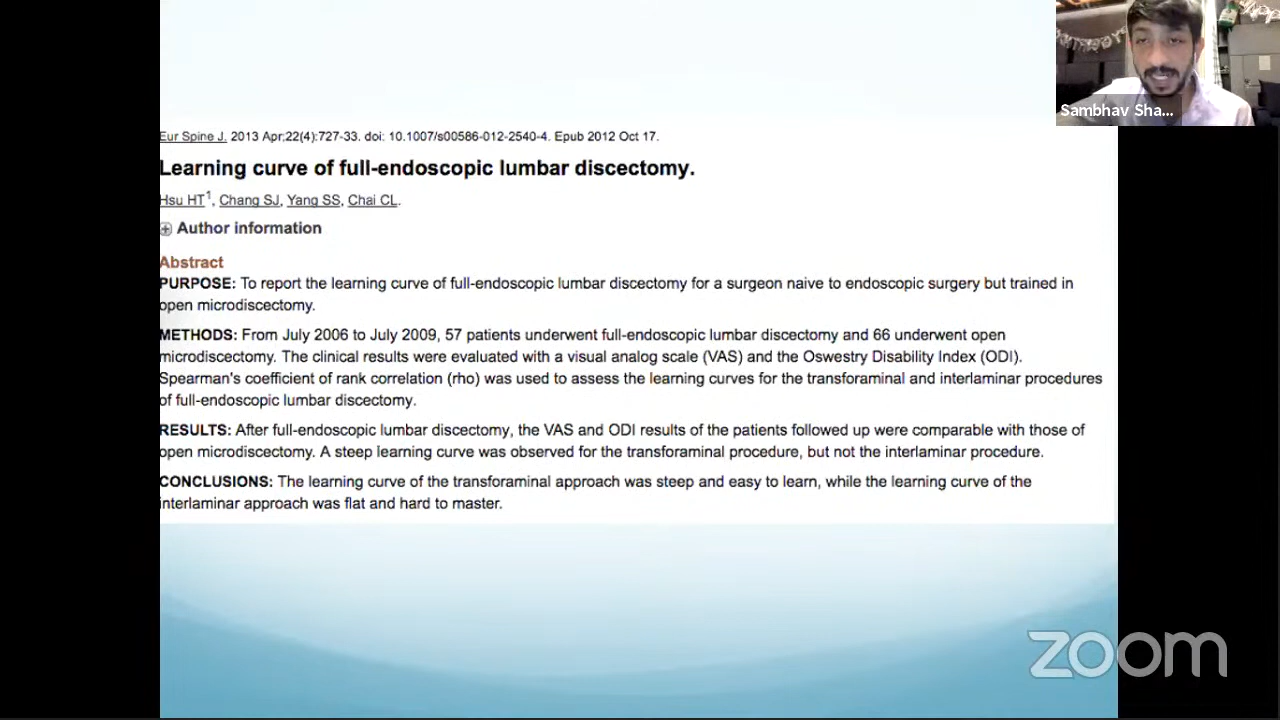 Sambhav Sha...
Eur Spine J. 2013 Apr;22(4):727-33. doi: 10.1007/s00586-012-2540-4. Epub 2012 Oct 17.
Learning curve of full-endoscopic lumbar discectomy.
Hsu HT1, Chang SJ, Yang SS, Chai CL.
Author information
Abstract
PURPOSE: To report the learning curve of full-endoscopic lumbar discectomy for a surgeon naive to endoscopic surgery but trained in
open microdiscectomy.
METHODS: From July 2006 to July 2009, 57 patients underwent full-endoscopic lumbar discectomy and 66 underwent open
microdiscectomy. The clinical results were evaluated with a visual analog scale (VAS) and the Oswestry Disability Index (ODI).
Spearman's coefficient of rank correlation (rho) was used to assess the learning curves for the transforaminal and interlaminar procedures
of full-endoscopic lumbar discectomy.
RESULTS: After full-endoscopic lumbar discectomy, the VAS and ODI results of the patients followed up were comparable with those of
open microdiscectomy. A steep learning curve was observed for the transforaminal procedure, but not the interlaminar procedure.
CONCLUSIONS: The learning curve of the transforaminal approach was steep and easy to learn, while the learning curve of the
interlaminar approach was flat and hard to master.
zoom